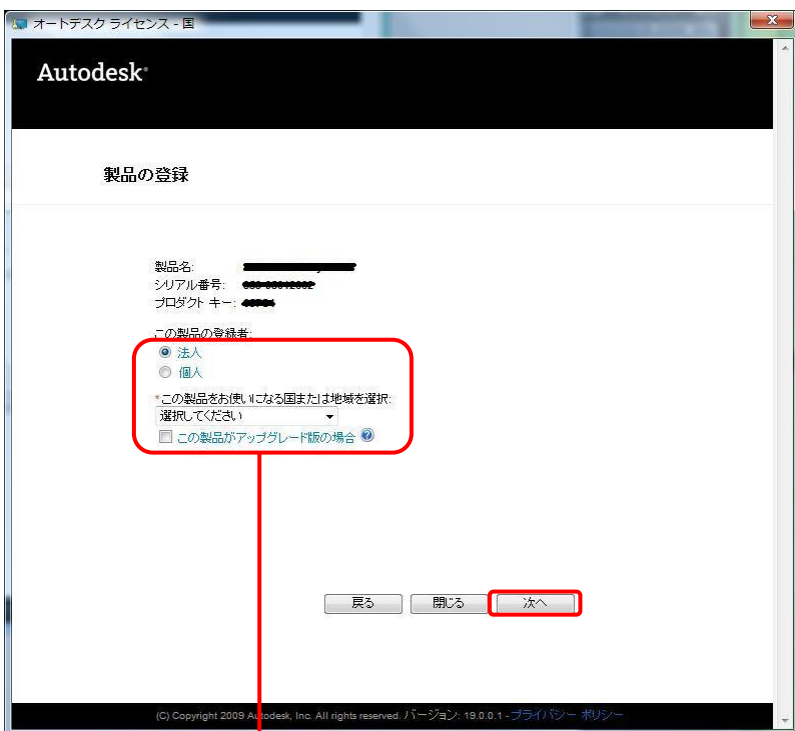 オートデスク ライセンス - 国
Autodesk
製品の登録
製品名:
シリアル番号:
プロダクト キー:
この製品の登録者:
法人
個人
*この製品をお使いになる国または地域を選択:
選択してください
この製品がアップグレード版の場合 ?
戻る 閉じる 次へ
(C) Copyright 2009 Autodesk, Inc. All rights reserved. バージョン: 19.0.0.1 - プライバシー ポリシー